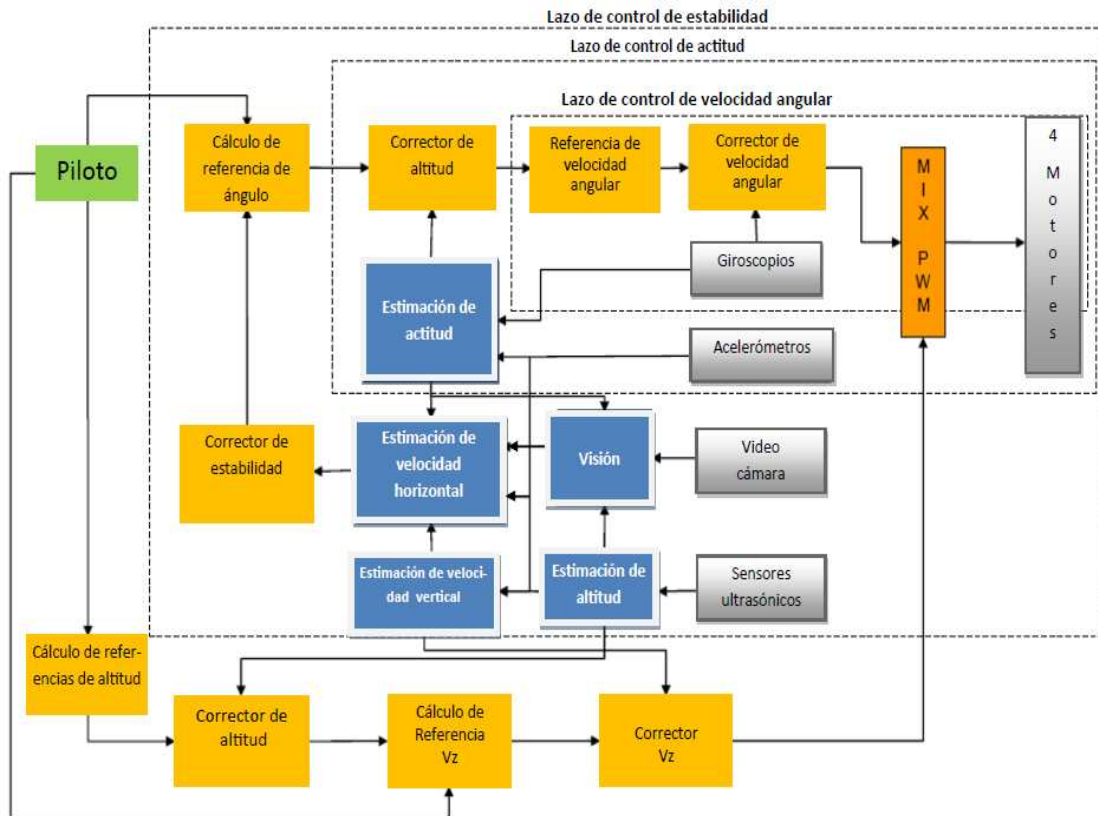 Lazo de control de estabilidad
Lazo de control de actitud
Lazo de control de velocidad angular
Piloto
Cálculo de
referencia de
ángulo
Corrector de
altitud
Referencia de
velocidad
angular
Corrector de
velocidad
angular
MIX PWM
4 Motores
Giroscopios
Estimación de
actitud
Acelerómetros
Corrector de
estabilidad
Estimación de
velocidad
horizontal
Visión
Video
cámara
Estimación de veloci-
dad vertical
Estimación de
altitud
Sensores
ultrasónicos
Cálculo de refer-
encias de altitud
Corrector de
altitud
Cálculo de
Referencia
Vz
Corrector
Vz